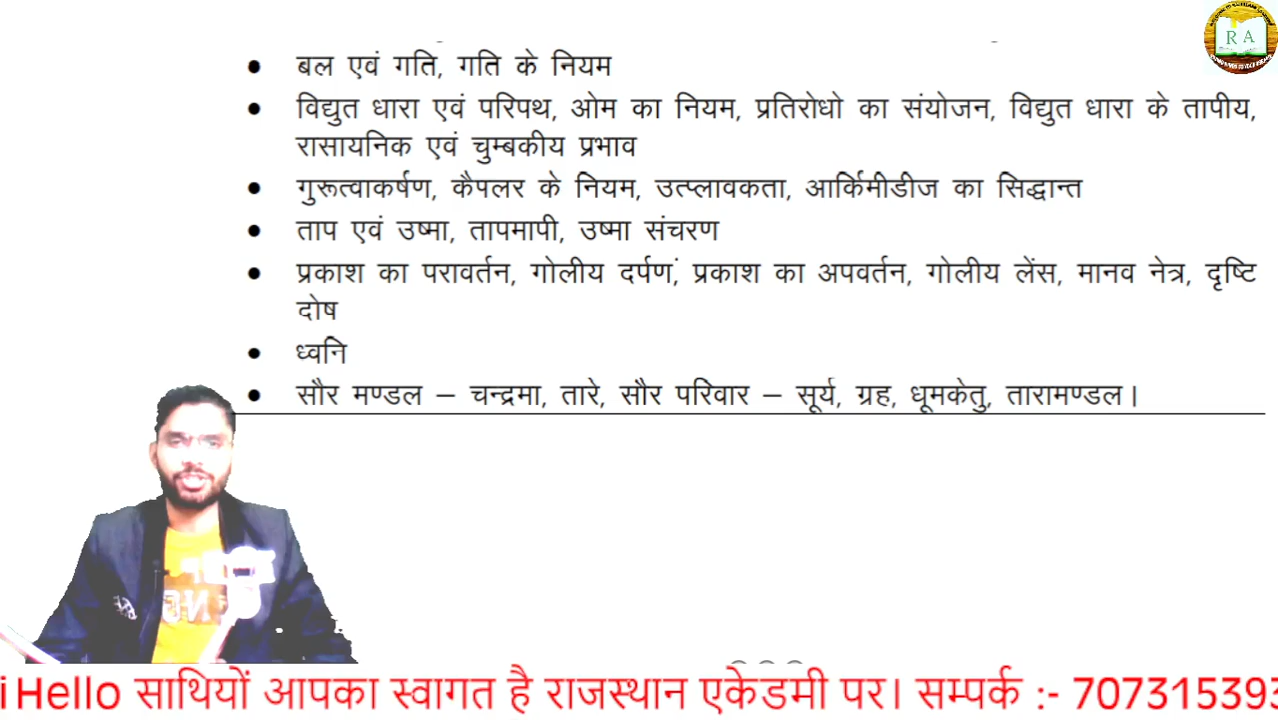 • बल एवं गति, गति के नियम
• विद्युत धारा एवं परिपथ, ओम का नियम, प्रतिरोधो का संयोजन, विद्युत धारा के तापीय,
रासायनिक एवं चुम्बकीय प्रभाव
• गुरूत्वाकर्षण, कैपलर के नियम, उत्प्लावकता, आर्किमीडीज का सिद्धान्त
• ताप एवं उष्मा, तापमापी, उष्मा संचरण
• प्रकाश का परावर्तन, गोलीय दर्पण, प्रकाश का अपवर्तन, गोलीय लेंस, मानव नेत्र, दृष्टि
दोष
• ध्वनि
• सौर मण्डल – चन्द्रमा, तारे, सौर परिवार – सूर्य, ग्रह, धूमकेतु, तारामण्डल।
R A
i Hello साथियों आपका स्वागत है राजस्थान एकेडमी पर। सम्पर्क :- 707315393